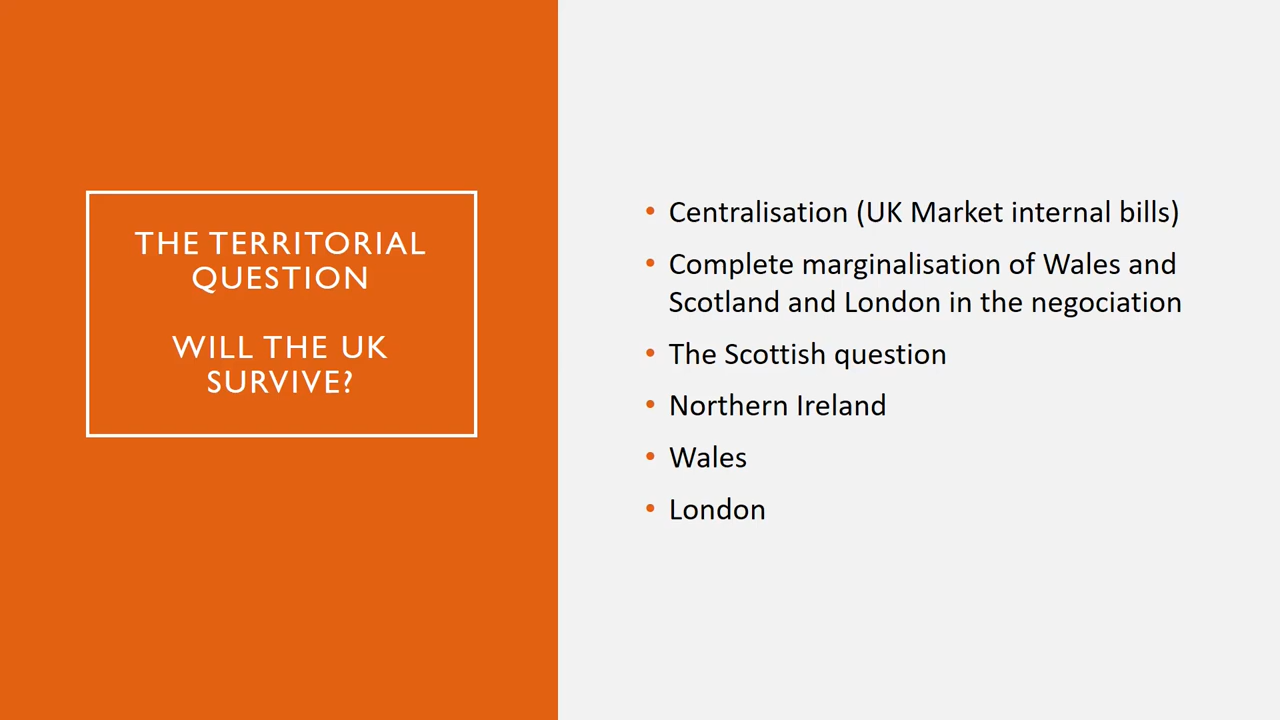 THE TERRITORIAL
QUESTION
WILL THE UK
SURVIVE?
• Centralisation (UK Market internal bills)
• Complete marginalisation of Wales and
Scotland and London in the negociation
• The Scottish question
• Northern Ireland
• Wales
• London